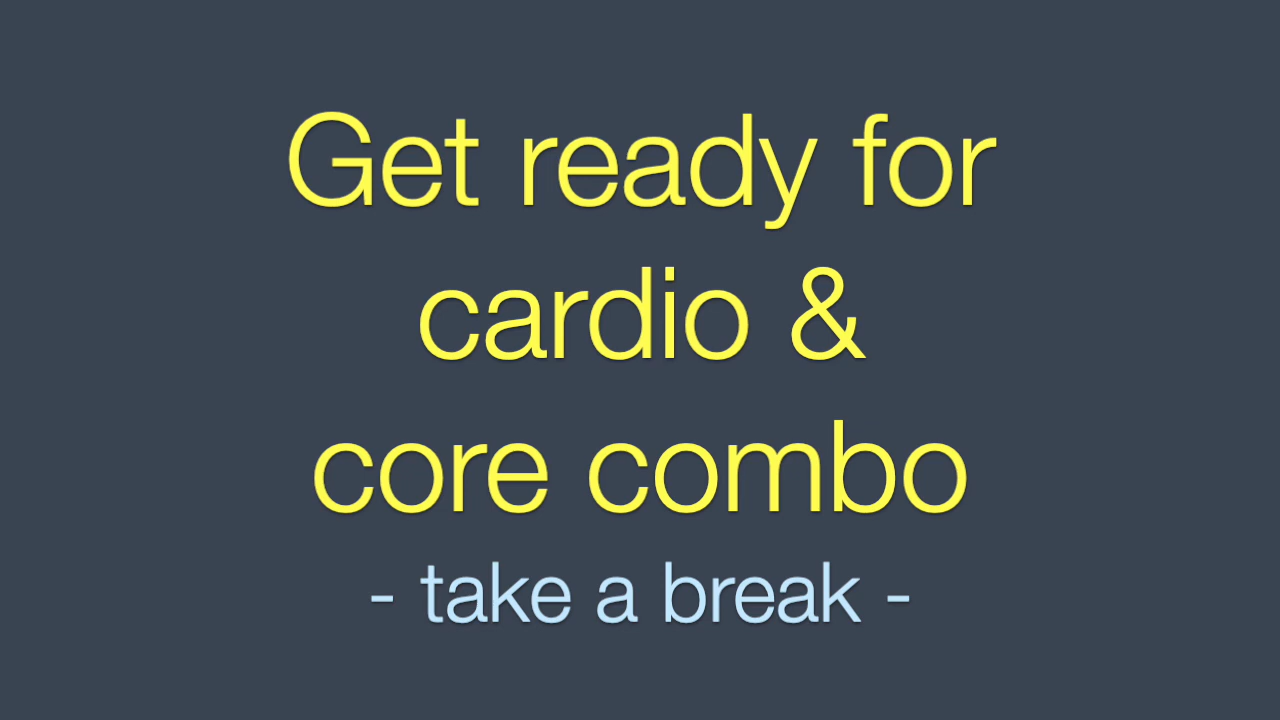 Get ready for
cardio &
core combo
- take a break -